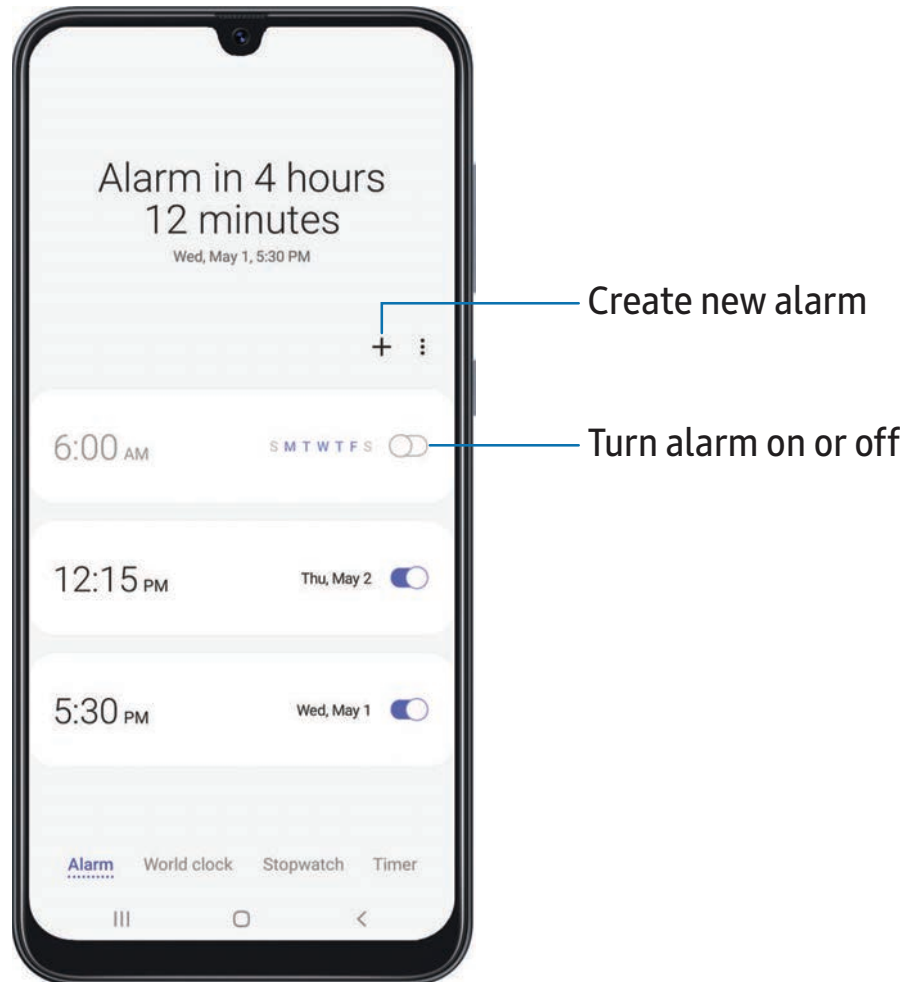 Alarm in 4 hours
12 minutes
Wed, May 1, 5:30 PM
Create new alarm
6:00 AM
S M T W T F S
Turn alarm on or off
12:15 PM
Thu, May 2
5:30 PM
Wed, May 1
Alarm World clock Stopwatch Timer